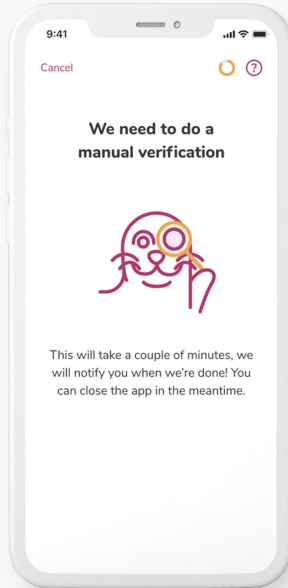 9:41
Cancel
?
We need to do a
manual verification
This will take a couple of minutes, we
will notify you when we're done! You
can close the app in the meantime.